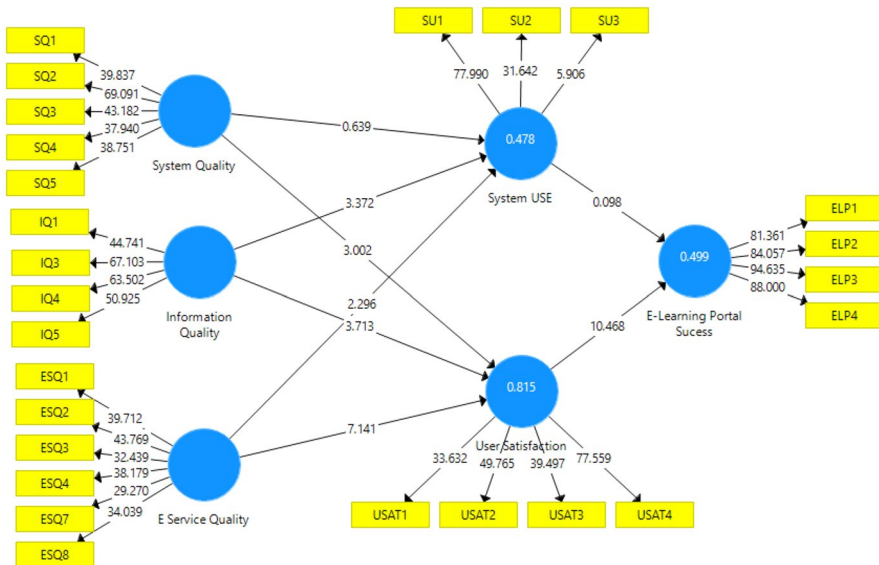 SU1
SU2
SU3
SQ1
SQ2
SQ3
SQ4
SQ5
39.837
69.091
43.182
37.940
38.751
77.990
31.642
5.906
System Quality
0.639
0.478
System USE
IQ1
IQ3
IQ4
IQ5
44.741
67.103
63.502
50.925
Information
Quality
3.372
3.002
2.296
3.713
0.098
0.499
E-Learning Portal
Sucess
81.361
84.057
94.635
88.000
ELP1
ELP2
ELP3
ELP4
10.468
ESQ1
ESQ2
ESQ3
ESQ4
ESQ7
ESQ8
39.712
43.769
32.439
38.179
29.270
34.039
E Service Quality
7.141
0.815
User Satisfaction
33.632
49.765
39.497
77.559
USAT1
USAT2
USAT3
USAT4